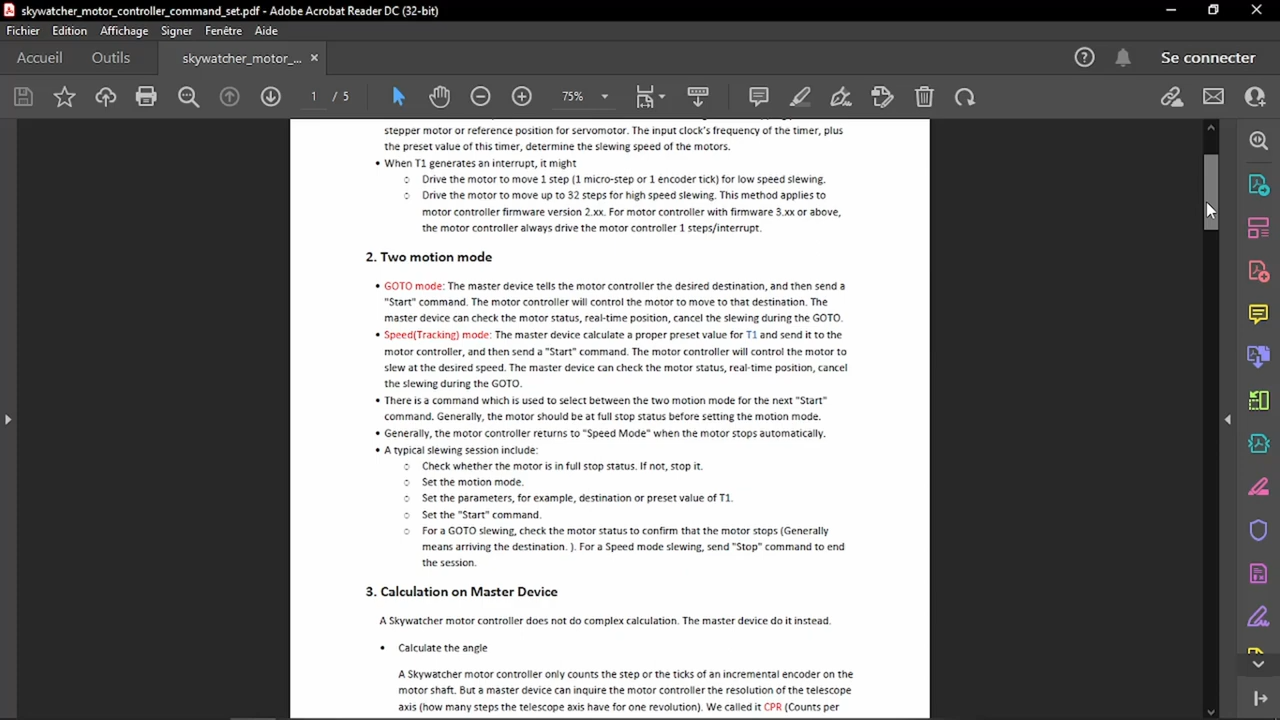 skywatcher_motor_controller_command_set.pdf - Adobe Acrobat Reader DC (32-bit)
Fichier Edition Affichage Signer Fenêtre Aide
Accueil Outils skywatcher_motor_... × Se connecter
1 / 5 75%
stepper motor or reference position for servomotor. The input clock's frequency of the timer, plus
the preset value of this timer, determine the slewing speed of the motors.
• When T1 generates an interrupt, it might
○ Drive the motor to move 1 step (1 micro-step or 1 encoder tick) for low speed slewing.
○ Drive the motor to move up to 32 steps for high speed slewing. This method applies to
motor controller firmware version 2.xx. For motor controller with firmware 3.xx or above,
the motor controller always drive the motor controller 1 steps/interrupt.
2. Two motion mode
• GOTO mode: The master device tells the motor controller the desired destination, and then send a
"Start" command. The motor controller will control the motor to move to that destination. The
master device can check the motor status, real-time position, cancel the slewing during the GOTO.
• Speed(Tracking) mode: The master device calculate a proper preset value for T1 and send it to the
motor controller, and then send a "Start" command. The motor controller will control the motor to
slew at the desired speed. The master device can check the motor status, real-time position, cancel
the slewing during the GOTO.
• There is a command which is used to select between the two motion mode for the next "Start"
command. Generally, the motor should be at full stop status before setting the motion mode.
• Generally, the motor controller returns to "Speed Mode" when the motor stops automatically.
• A typical slewing session include:
○ Check whether the motor is in full stop status. If not, stop it.
○ Set the motion mode.
○ Set the parameters, for example, destination or preset value of T1.
○ Set the "Start" command.
○ For a GOTO slewing, check the motor status to confirm that the motor stops (Generally
means arriving the destination. ). For a Speed mode slewing, send "Stop" command to end
the session.
3. Calculation on Master Device
A Skywatcher motor controller does not do complex calculation. The master device do it instead.
• Calculate the angle
A Skywatcher motor controller only counts the step or the ticks of an incremental encoder on the
motor shaft. But a master device can inquire the motor controller the resolution of the telescope
axis (how many steps the telescope axis have for one revolution). We called it CPR (Counts per